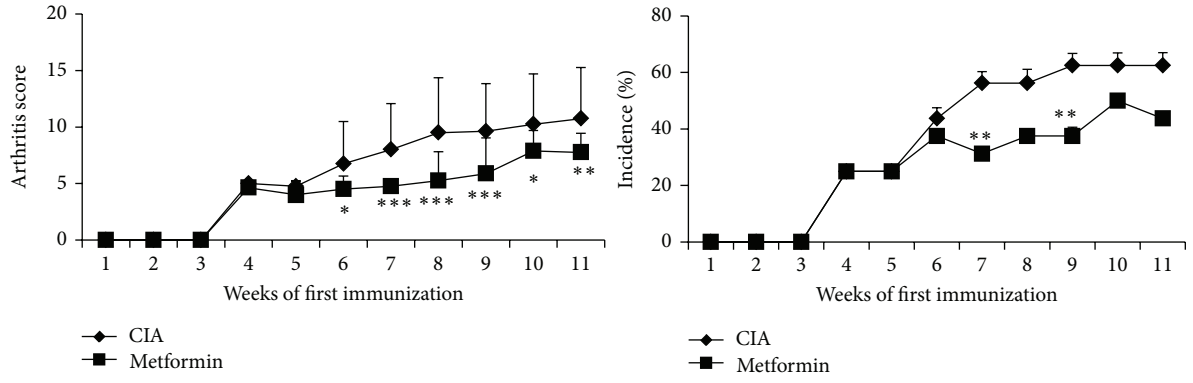 20
15
10
5
0
Arthritis score
* *** *** *** * **
1 2 3 4 5 6 7 8 9 10 11
Weeks of first immunization
CIA
Metformin
80
60
40
20
0
Incidence (%)
** **
1 2 3 4 5 6 7 8 9 10 11
Weeks of first immunization
CIA
Metformin